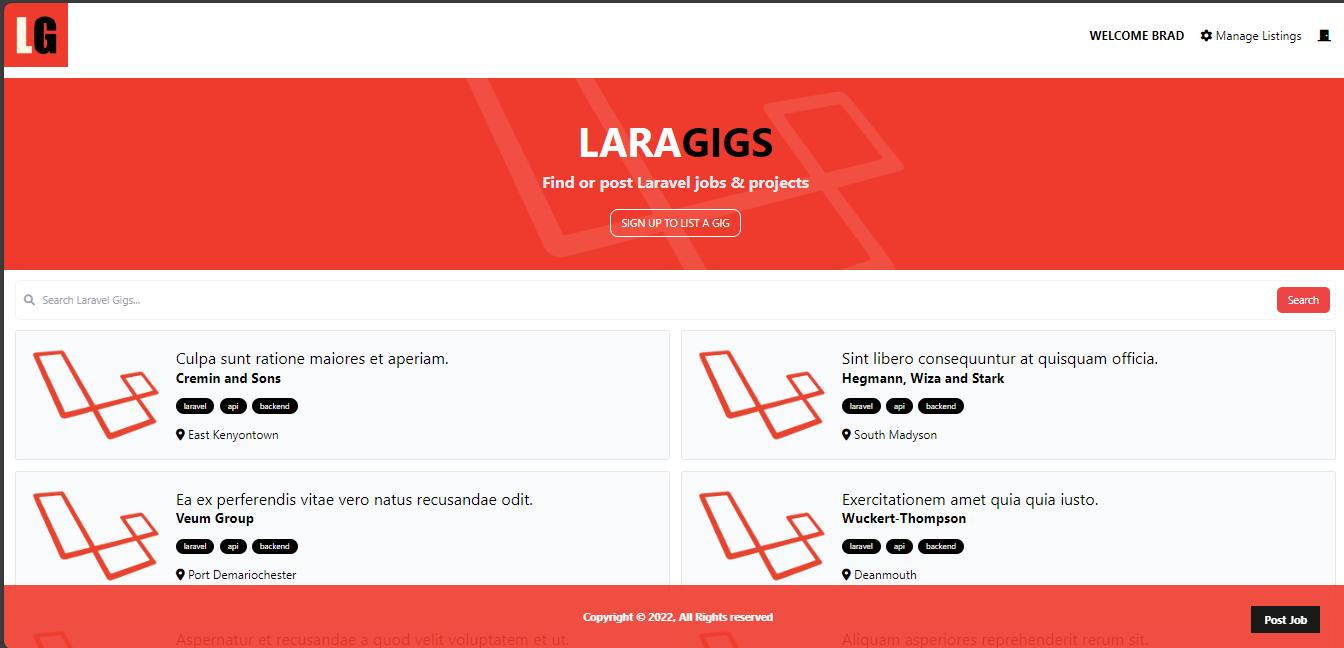 LG
WELCOME BRAD Manage Listings
LARAGIGS
Find or post Laravel jobs & projects
SIGN UP TO LIST A GIG
Search Laravel Gigs... Search
Culpa sunt ratione maiores et aperiam.
Cremin and Sons
laravel api backend
East Kenyontown
Sint libero consequuntur at quisquam officia.
Hegmann, Wiza and Stark
laravel api backend
South Madyson
Ea ex perferendis vitae vero natus recusandae odit.
Veum Group
laravel api backend
Port Demariochester
Exercitationem amet quia quia iusto.
Wuckert-Thompson
laravel api backend
Deanmouth
Copyright © 2022, All Rights reserved
Post Job
Aspernatur et recusandae a quod velit voluptatem et ut.
Aliquam asperiores reprehenderit rerum sit.